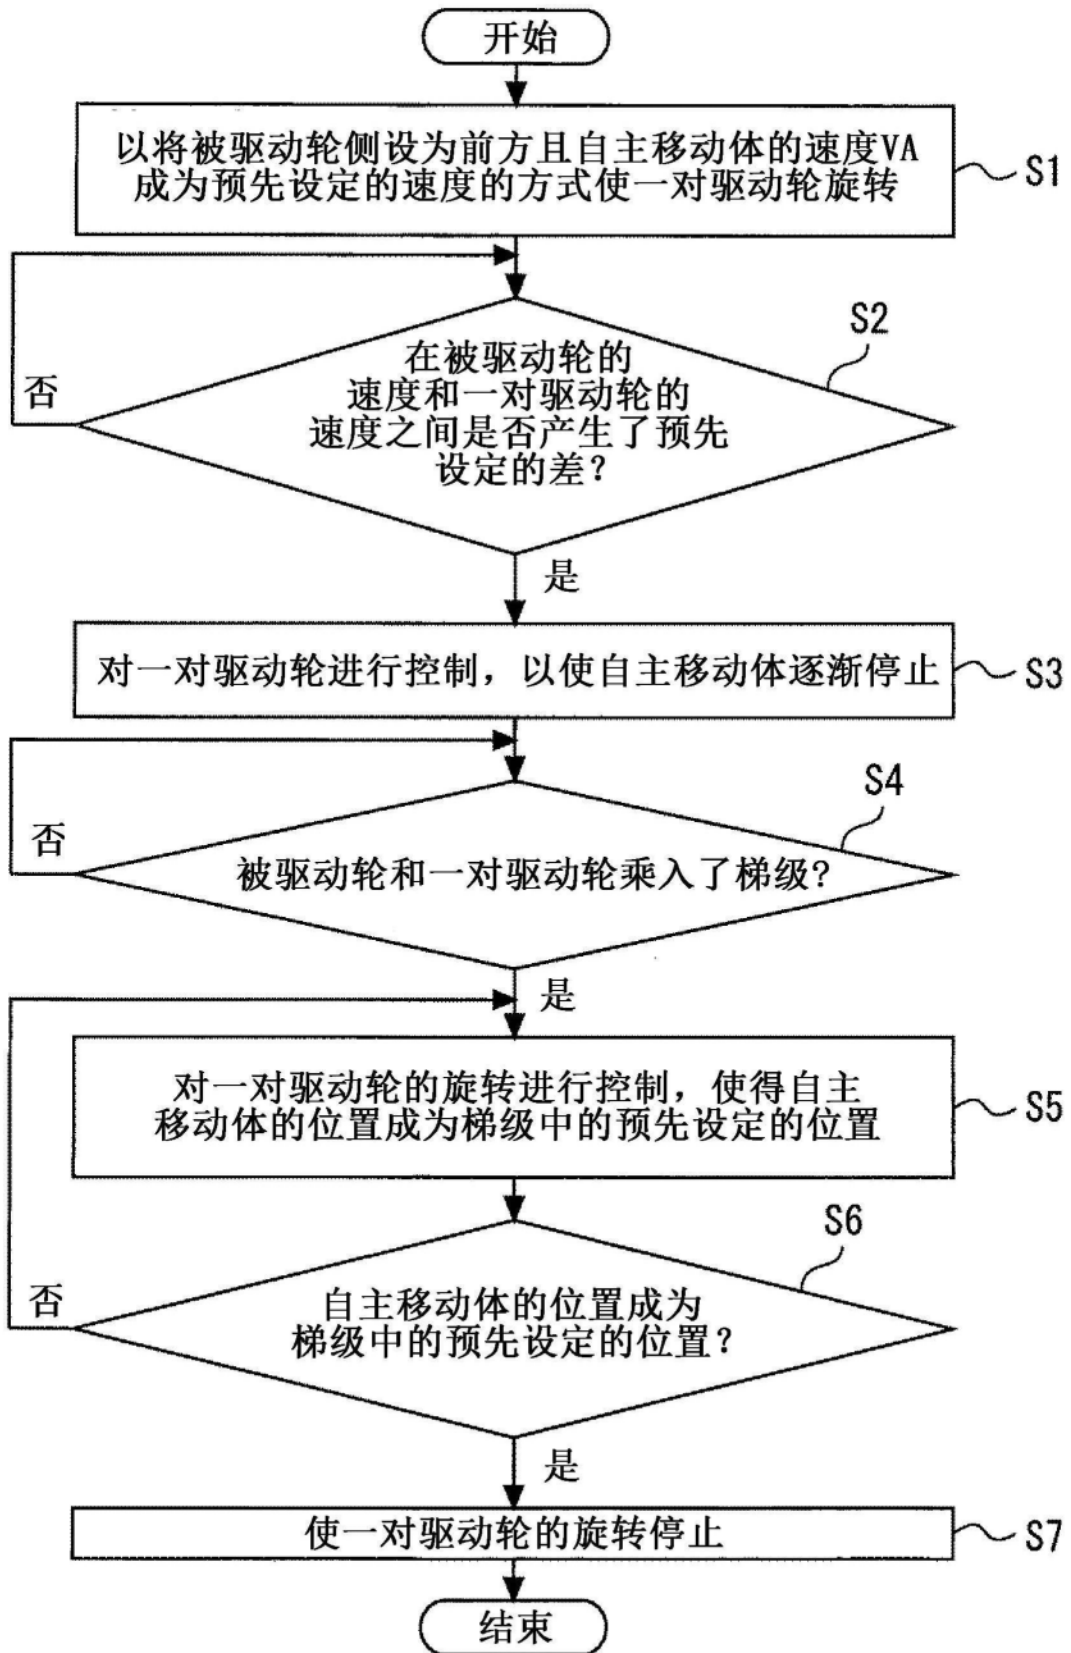 开始
以将被驱动轮侧设为前方且自主移动体的速度VA
成为预先设定的速度的方式使一对驱动轮旋转
S1
S2
在被驱动轮的
速度和一对驱动轮的
速度之间是否产生了预先
设定的差?
否
是
对一对驱动轮进行控制，以使自主移动体逐渐停止
S3
S4
否
被驱动轮和一对驱动轮乘入了梯级?
是
对一对驱动轮的旋转进行控制，使得自主
移动体的位置成为梯级中的预先设定的位置
S5
S6
否
自主移动体的位置成为
梯级中的预先设定的位置?
是
使一对驱动轮的旋转停止
S7
结束